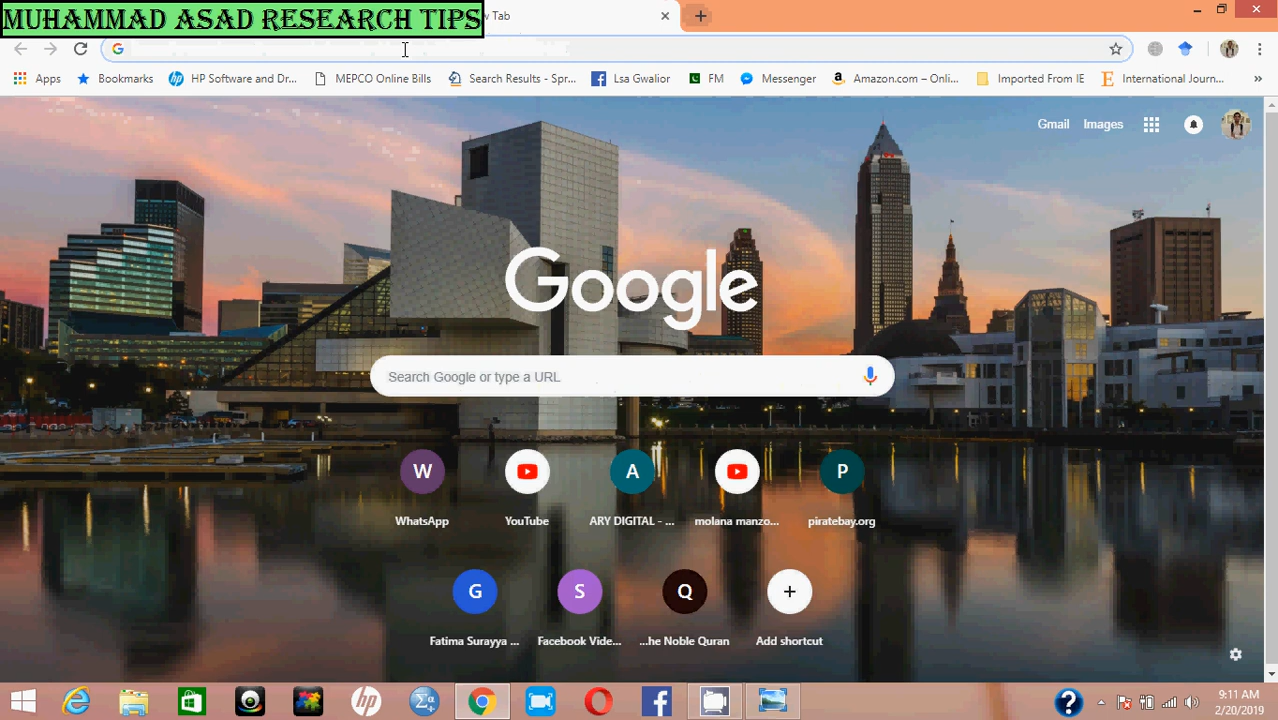 MUHAMMAD ASAD RESEARCH TIPS
w Tab
Apps
Bookmarks
HP Software and Dr...
MEPCO Online Bills
Search Results - Spr...
Lsa Gwalior
FM
Messenger
Amazon.com – Onli...
Imported From IE
International Journ...
»
Gmail
Images
Google
Search Google or type a URL
W
A
P
WhatsApp
YouTube
ARY DIGITAL - ...
molana manzo...
piratebay.org
G
S
Q
Fatima Surayya ...
Facebook Vide...
...he Noble Quran
Add shortcut
9:11 AM
2/20/2019